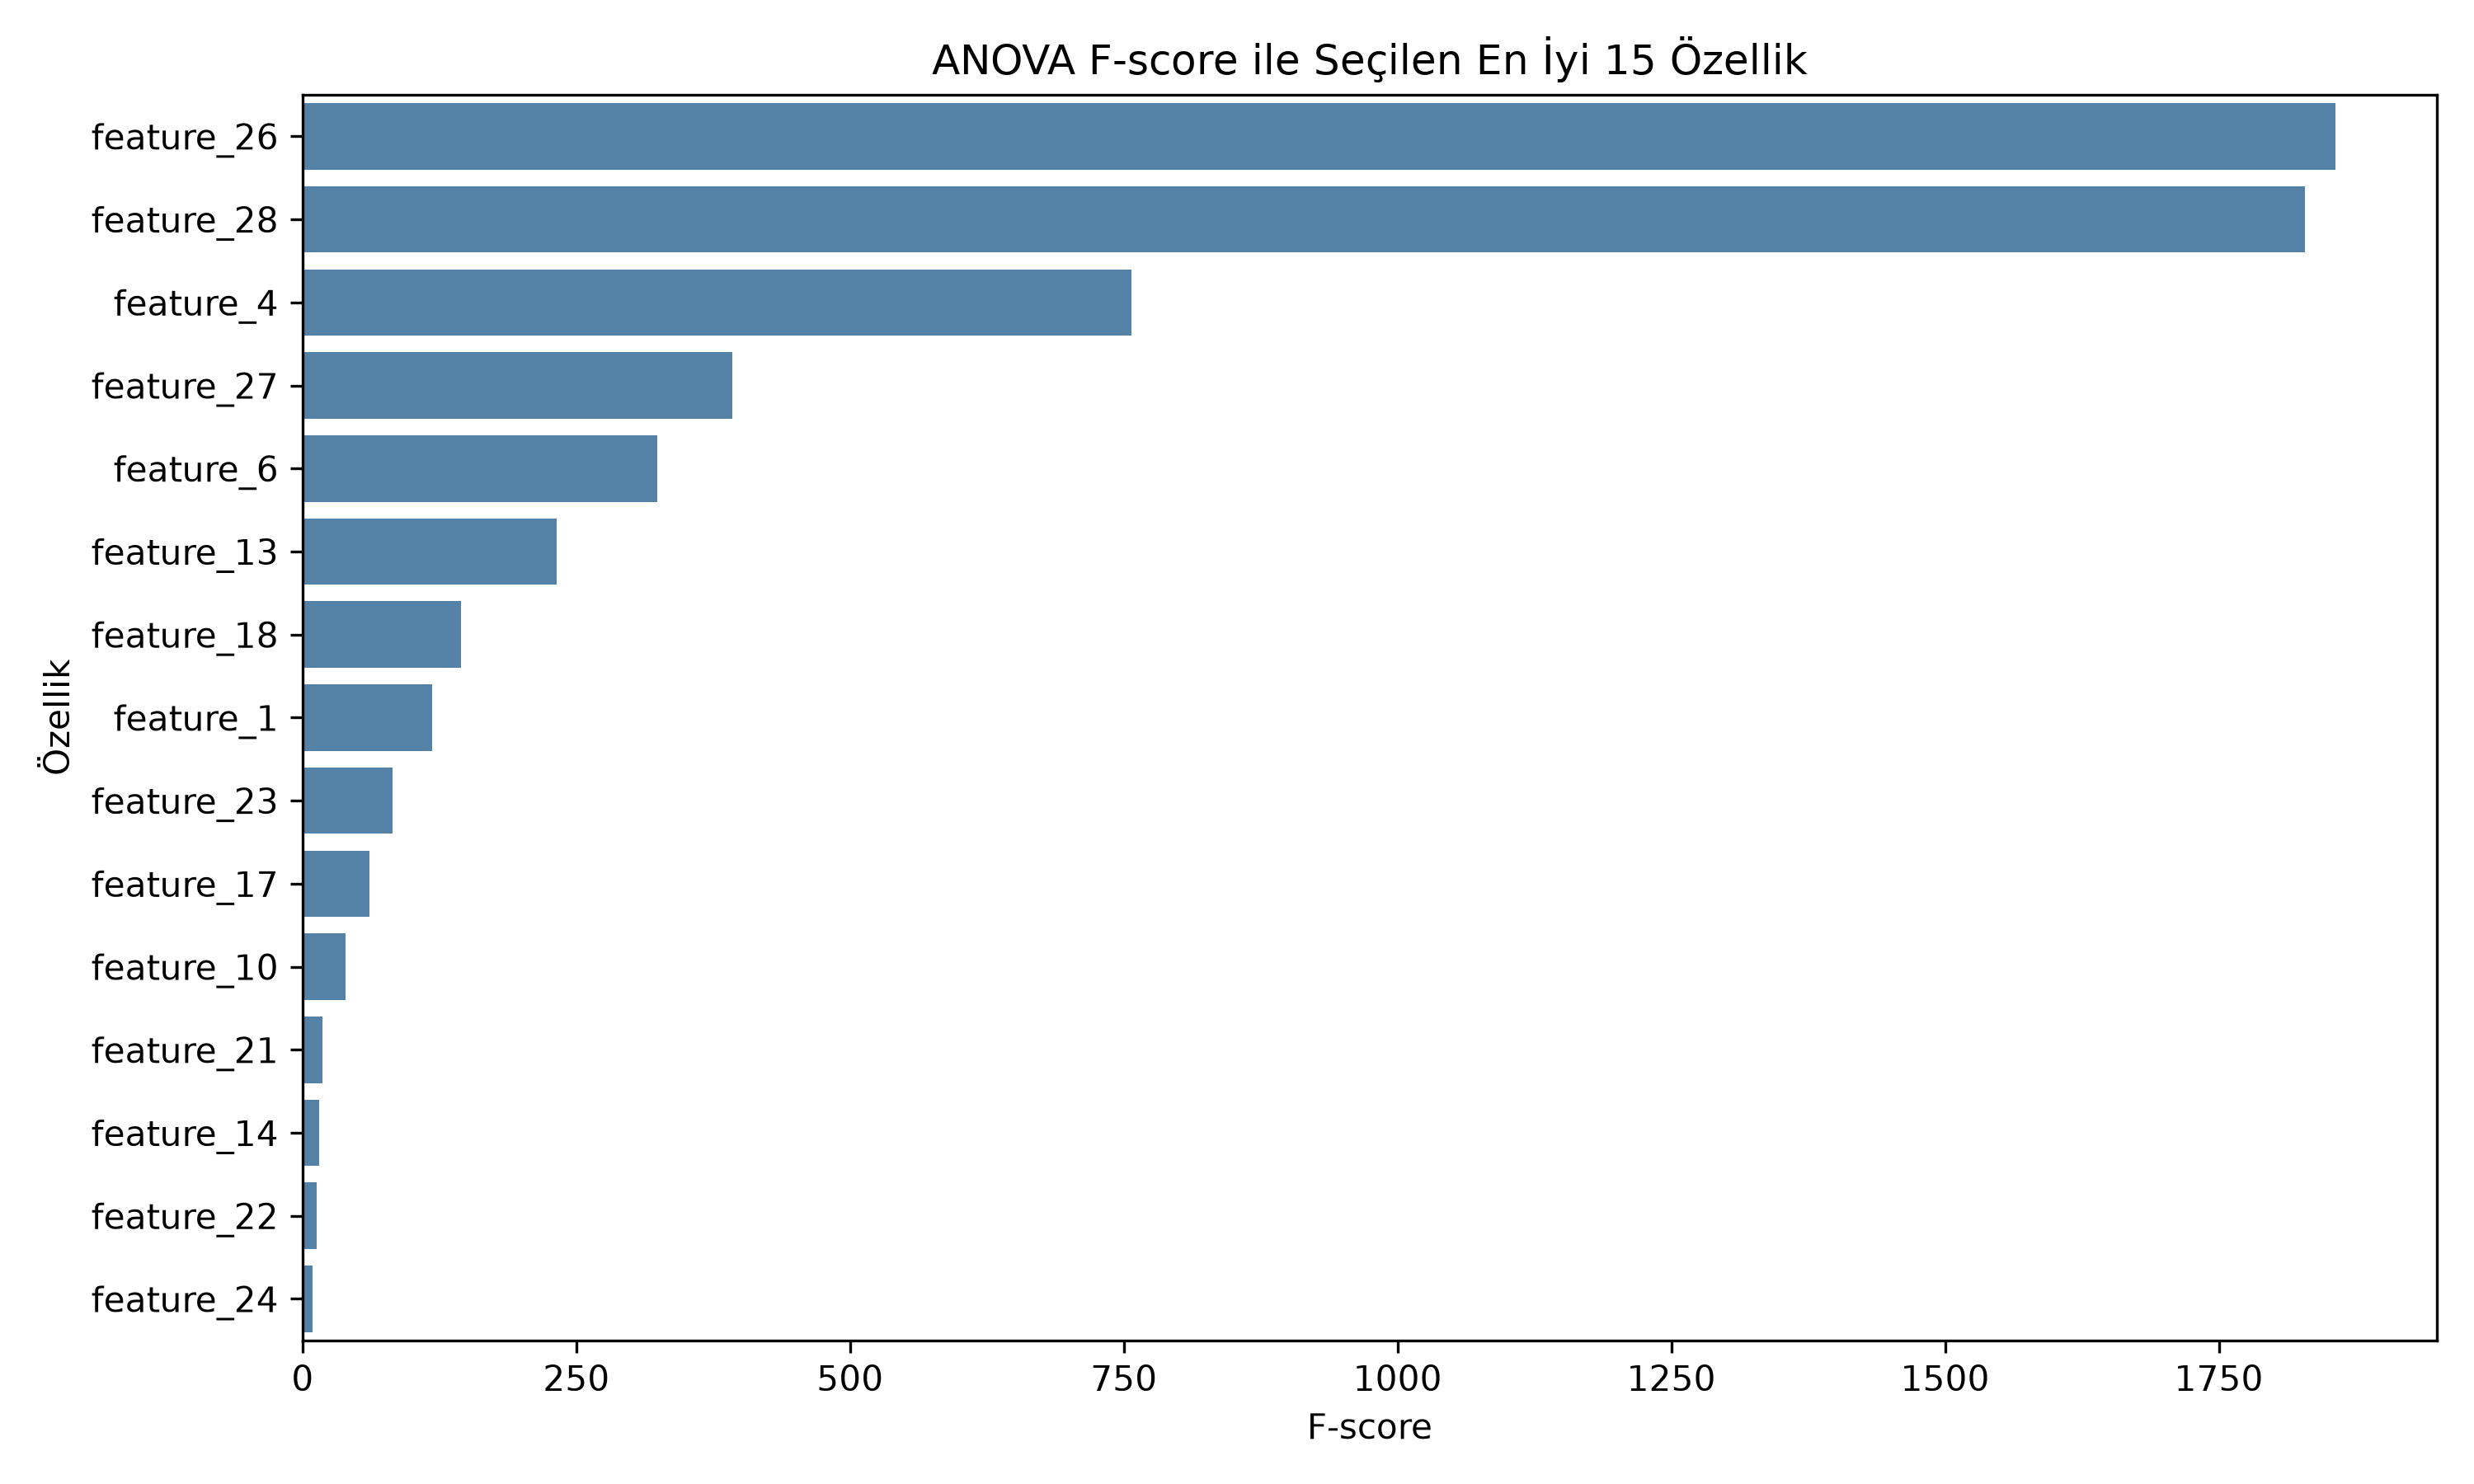 ANOVA F-score ile Seçilen En İyi 15 Özellik
Özellik
feature_26
feature_28
feature_4
feature_27
feature_6
feature_13
feature_18
feature_1
feature_23
feature_17
feature_10
feature_21
feature_14
feature_22
feature_24
0 250 500 750 1000 1250 1500 1750
F-score